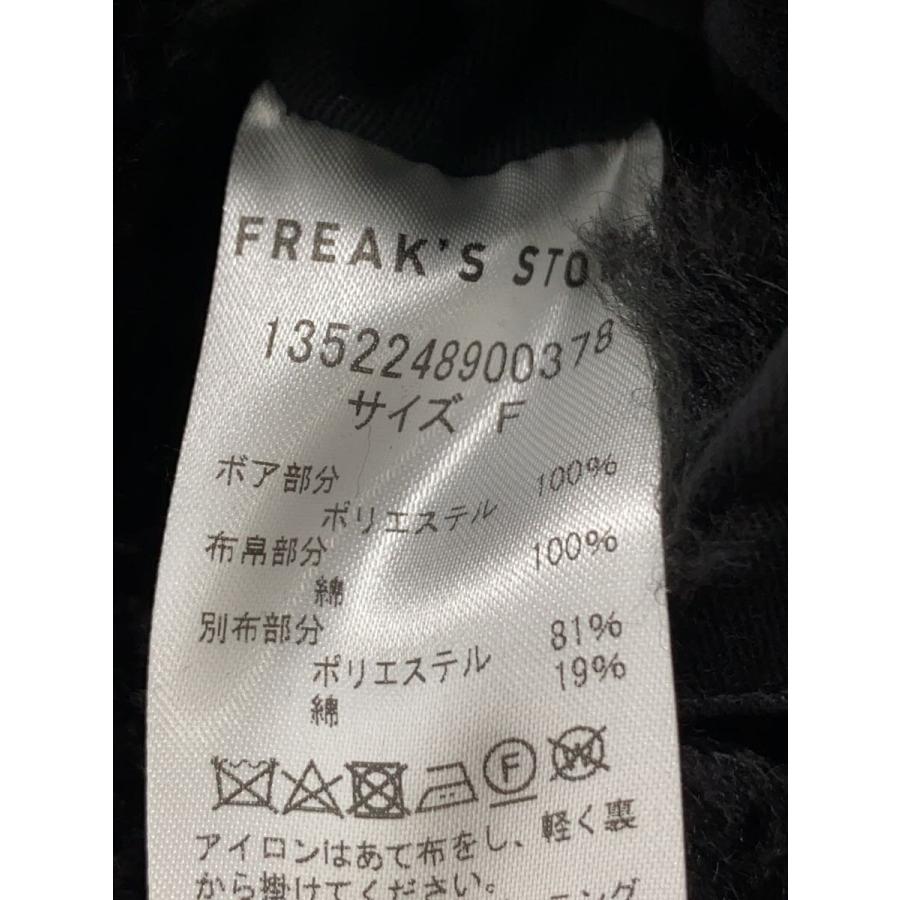 FREAK'S STO
135224890037８
サイズ F
ボア部分
ポリエステル 100%
布帛部分
綿 100%
別布部分
ポリエステル 81%
綿 19%
F
W
アイロンはあて布をし、軽く裏
から掛けてください。
ニング